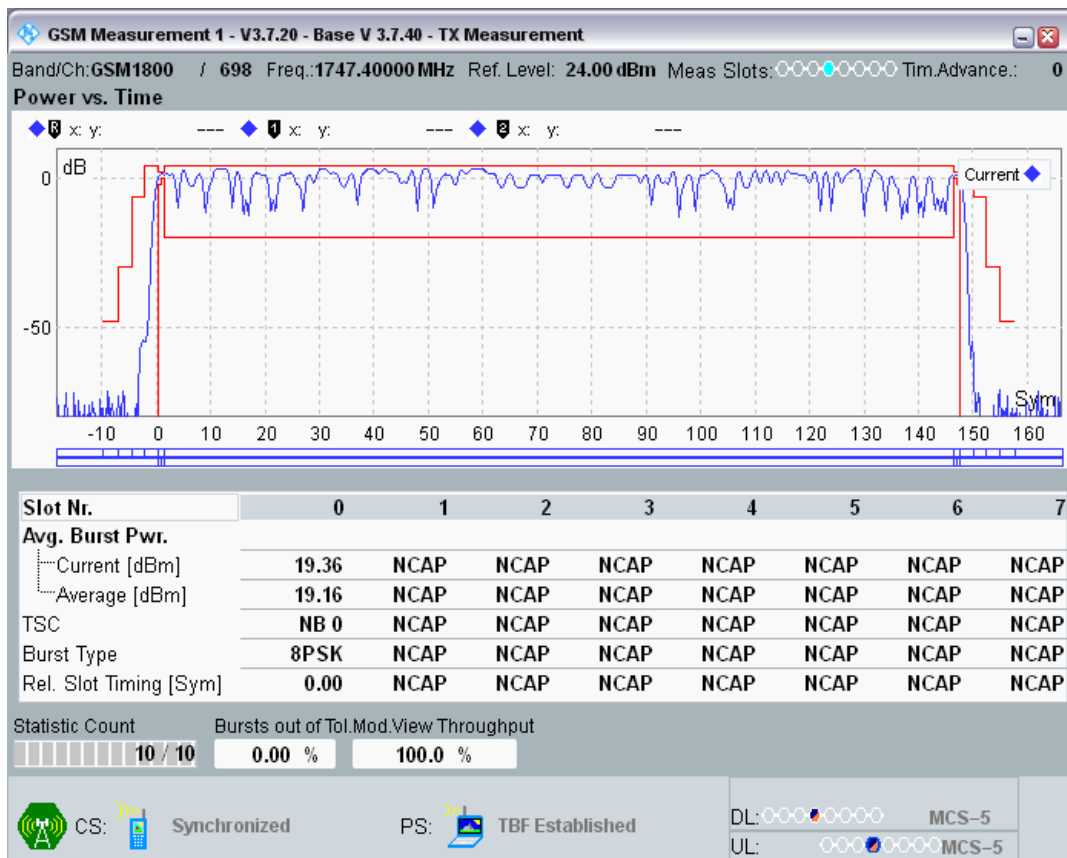 GSM Measurement 1 - V3.7.20 - Base V 3.7.40 - TX Measurement
Band/Ch:GSM1800 / 698 Freq.:1747.40000 MHz Ref. Level: 24.00 dBm Meas Slots: Tim.Advance.: 0
Power vs. Time
R x: y: --- 1 x: y: --- 2 x: y: ---
dB
Current
0
-50
Sym
-10 0 10 20 30 40 50 60 70 80 90 100 110 120 130 140 150 160
Slot Nr. 0 1 2 3 4 5 6 7
Avg. Burst Pwr.
Current [dBm] 19.36 NCAP NCAP NCAP NCAP NCAP NCAP NCAP
Average [dBm] 19.16 NCAP NCAP NCAP NCAP NCAP NCAP NCAP
TSC NB 0 NCAP NCAP NCAP NCAP NCAP NCAP NCAP
Burst Type 8PSK NCAP NCAP NCAP NCAP NCAP NCAP NCAP
Rel. Slot Timing [Sym] 0.00 NCAP NCAP NCAP NCAP NCAP NCAP NCAP
Statistic Count Bursts out of Tol. Mod.View Throughput
10 / 10 0.00 % 100.0 %
CS: Synchronized PS: TBF Established DL: MCS-5
UL: MCS-5